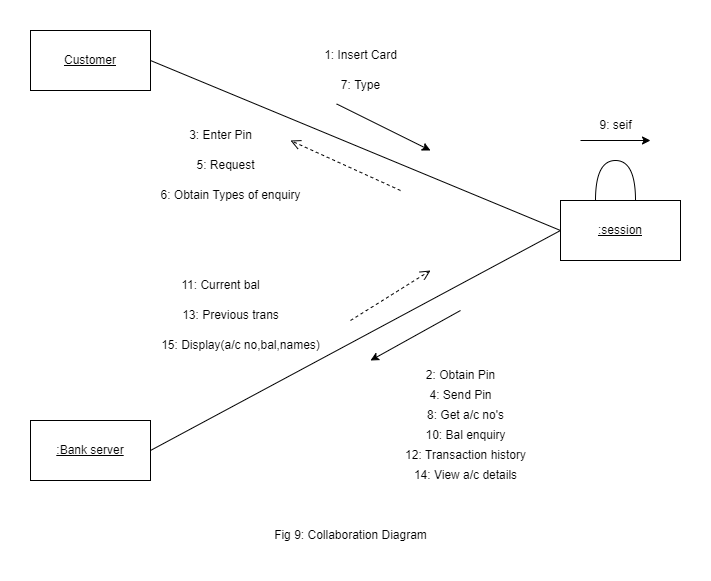 Customer
1: Insert Card
7: Type
3: Enter Pin
5: Request
6: Obtain Types of enquiry
9: seif
:session
11: Current bal
13: Previous trans
15: Display(a/c no,bal,names)
2: Obtain Pin
4: Send Pin
8: Get a/c no's
10: Bal enquiry
12: Transaction history
14: View a/c details
:Bank server
Fig 9: Collaboration Diagram